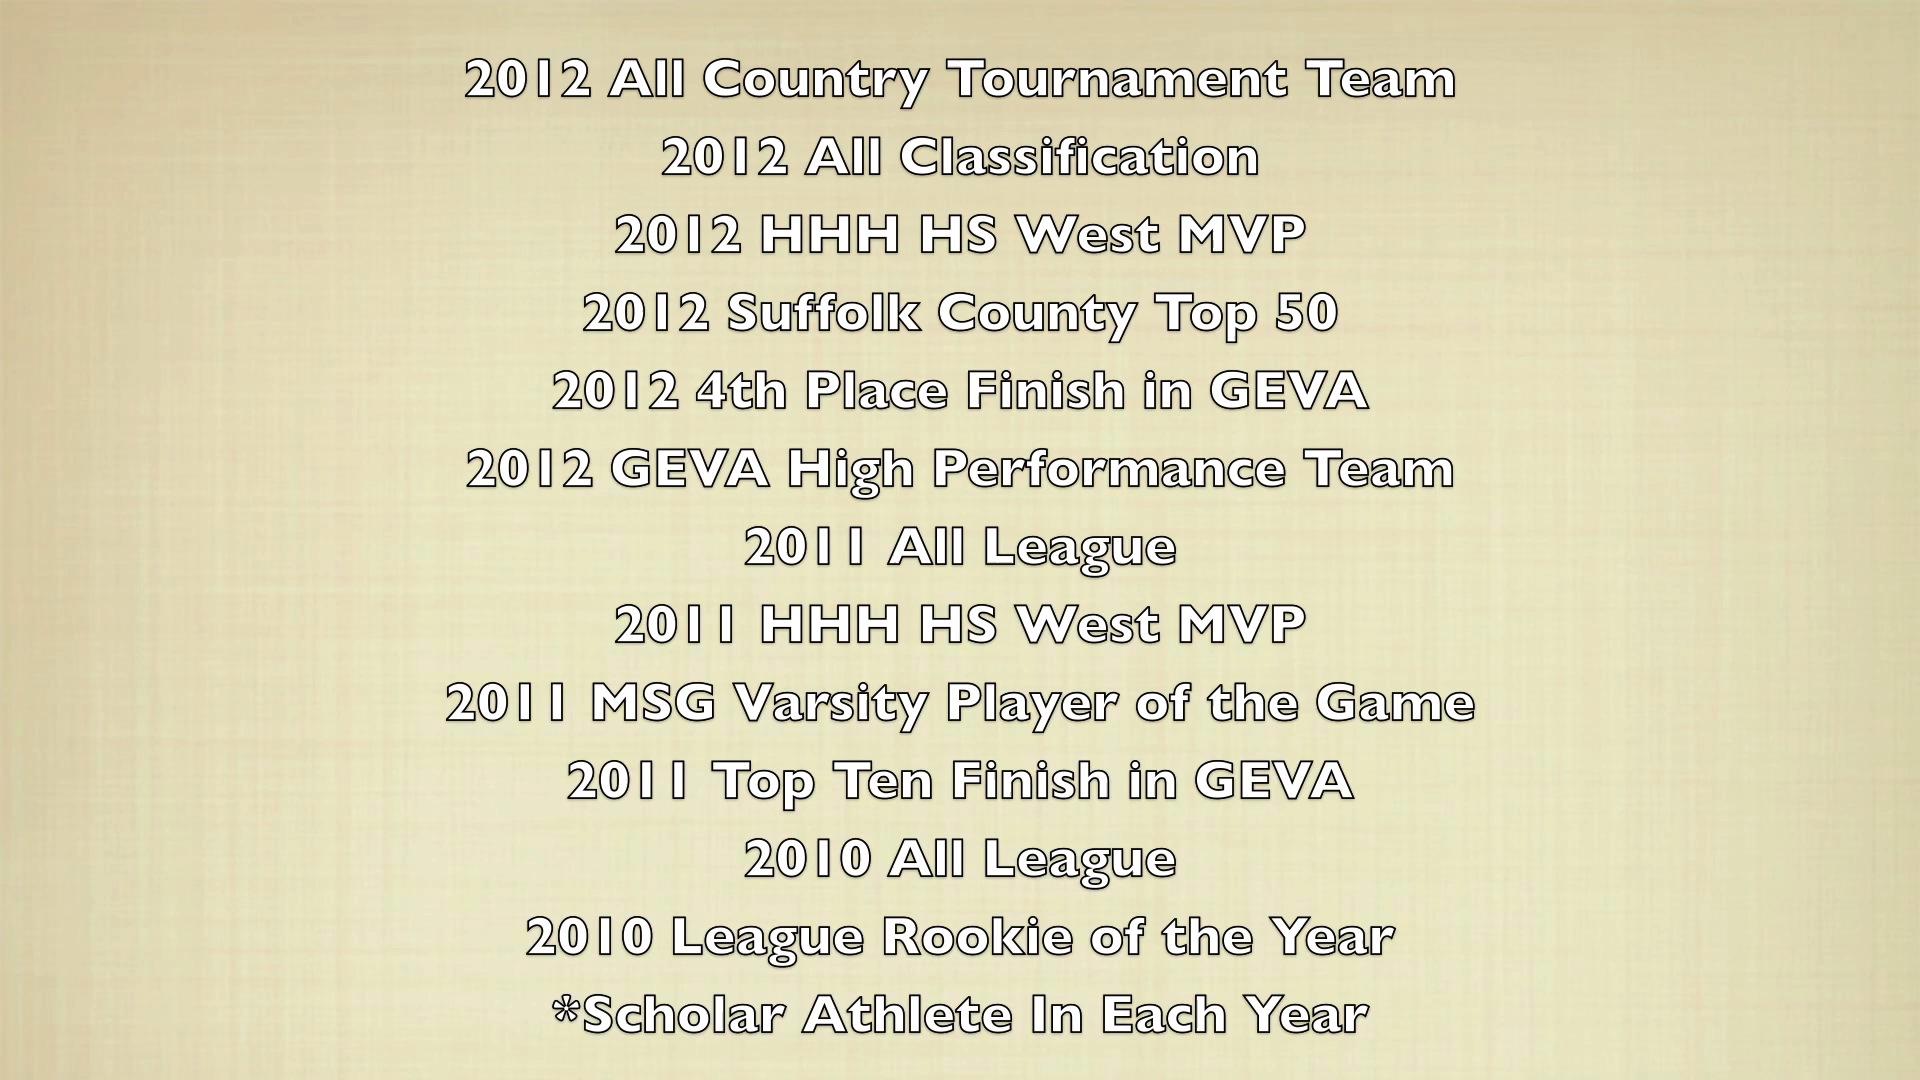 2012 All Country Tournament Team
2012 All Classification
2012 HHH HS West MVP
2012 Suffolk County Top 50
2012 4th Place Finish in GEVA
2012 GEVA High Performance Team
2011 All League
2011 HHH HS West MVP
2011 MSG Varsity Player of the Game
2011 Top Ten Finish in GEVA
2010 All League
2010 League Rookie of the Year
*Scholar Athlete In Each Year